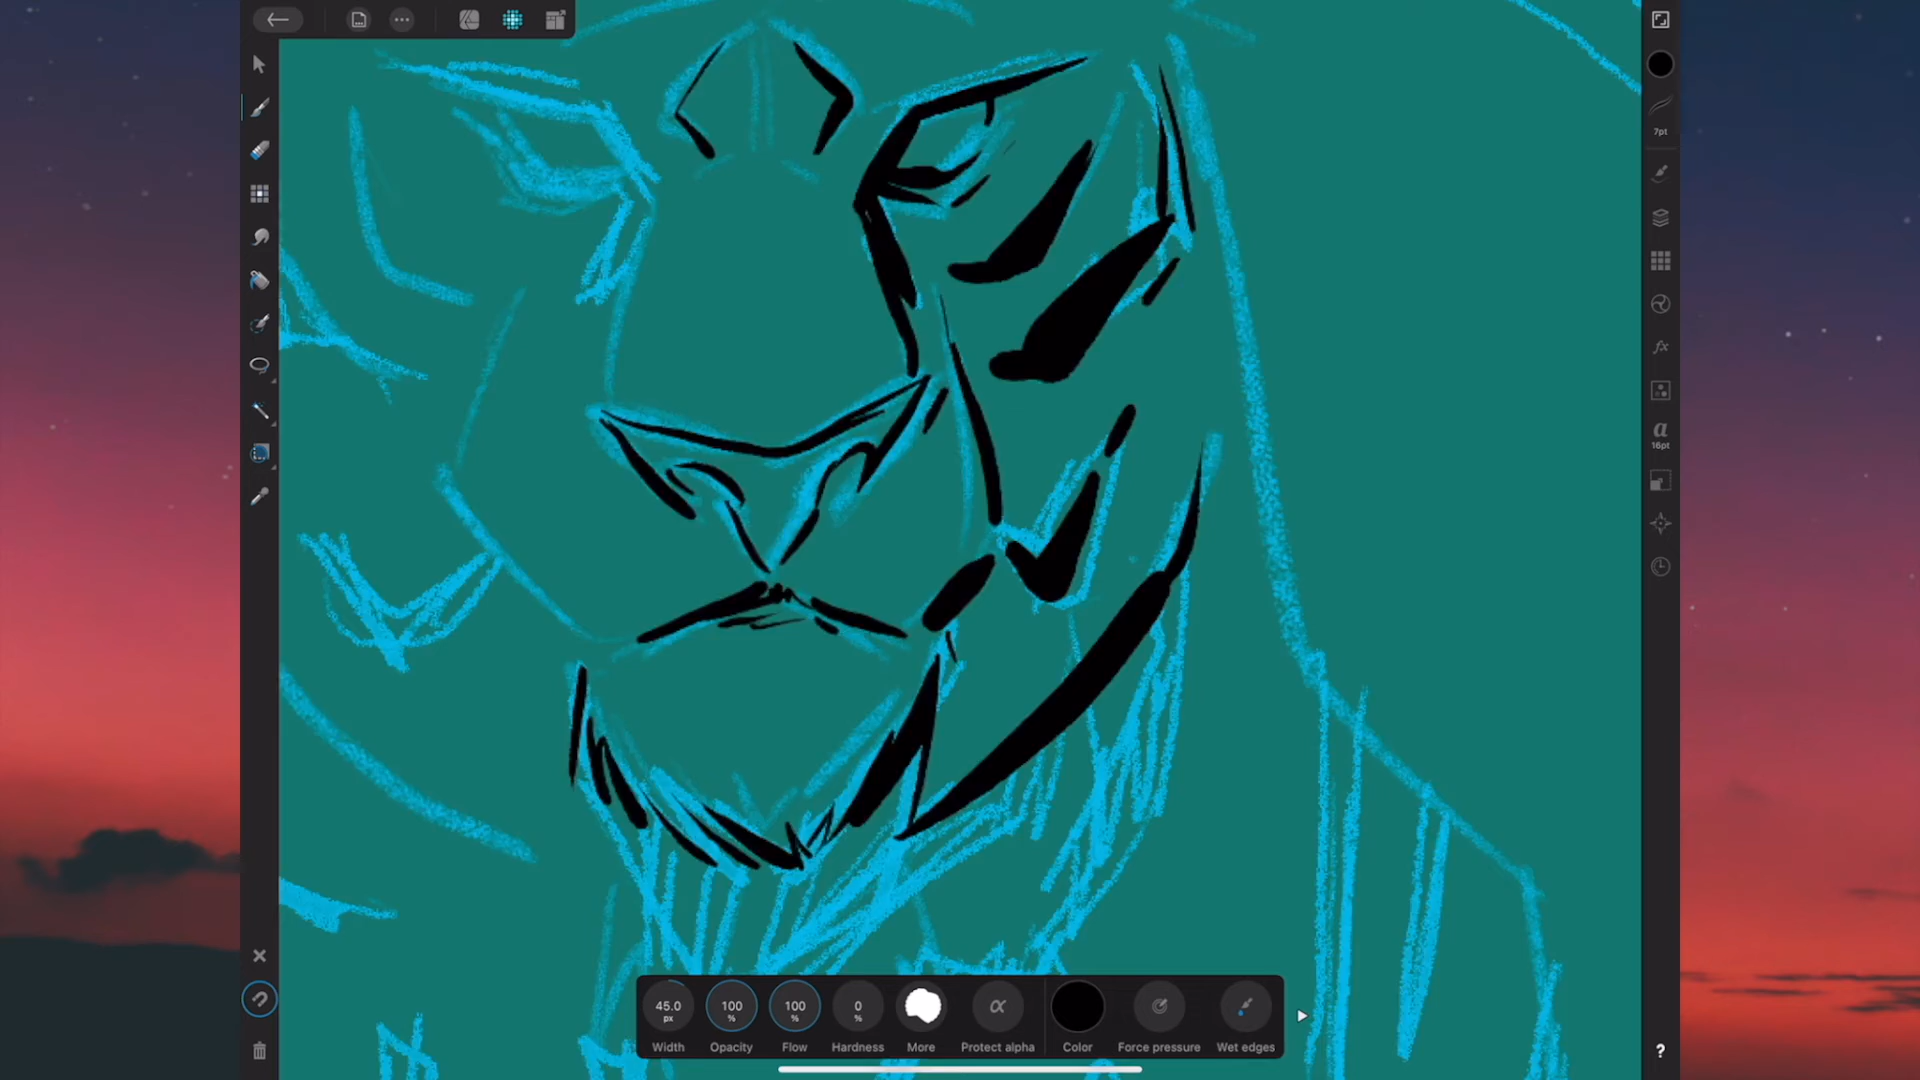 7pt
a
16pt
45.0
px
100
%
100
%
0
%
α
Width
Opacity
Flow
Hardness
More
Protect alpha
Color
Force pressure
Wet edges
?